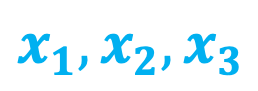 x₁, x₂, x₃